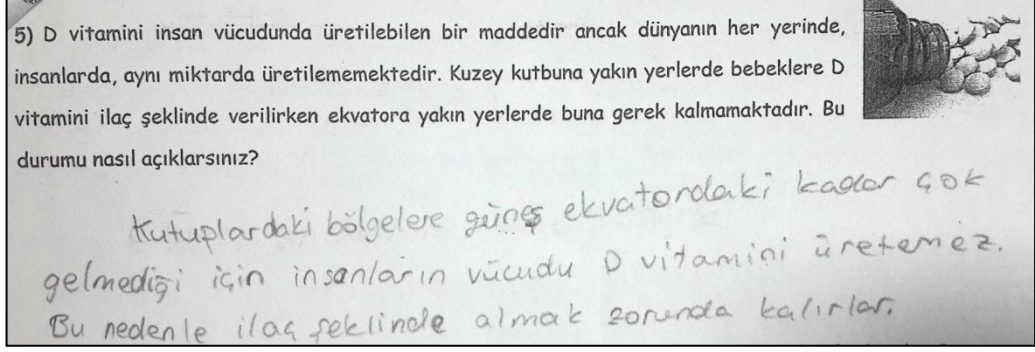 5) D vitamini insan vücudunda üretilebilen bir maddedir ancak dünyanın her yerinde,
insanlarda, aynı miktarda üretilememektedir. Kuzey kutbuna yakın yerlerde bebeklere D
vitamini ilaç şeklinde verilirken ekvatora yakın yerlerde buna gerek kalmamaktadır. Bu
durumu nasıl açıklarsınız?
Kutuplardaki bölgelere güneş ekvatordaki kadar çok
gelmediği için insanların vücudu D vitamini üretemez.
Bu nedenle ilaç şeklinde almak zorunda kalırlar.